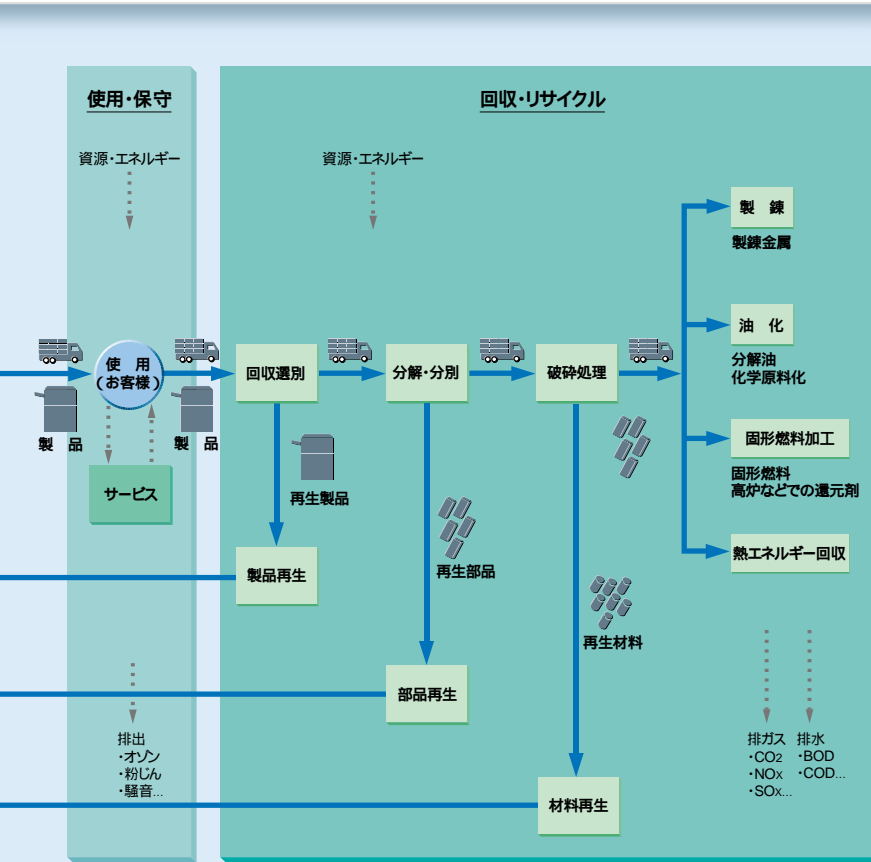 使用・保守
回収・リサイクル
資源・エネルギー
資源・エネルギー
製　錬
製錬金属
油　化
分解油
化学原料化
使　用
(お客様)
回収選別
分解・分別
破砕処理
製　品
製　品
固形燃料加工
固形燃料
高炉などでの還元剤
サービス
再生製品
熱エネルギー回収
製品再生
再生部品
再生材料
部品再生
排出
・オゾン
・粉じん
・騒音...
排ガス
・CO2
・NOx
・SOx...
排水
・BOD
・COD...
材料再生